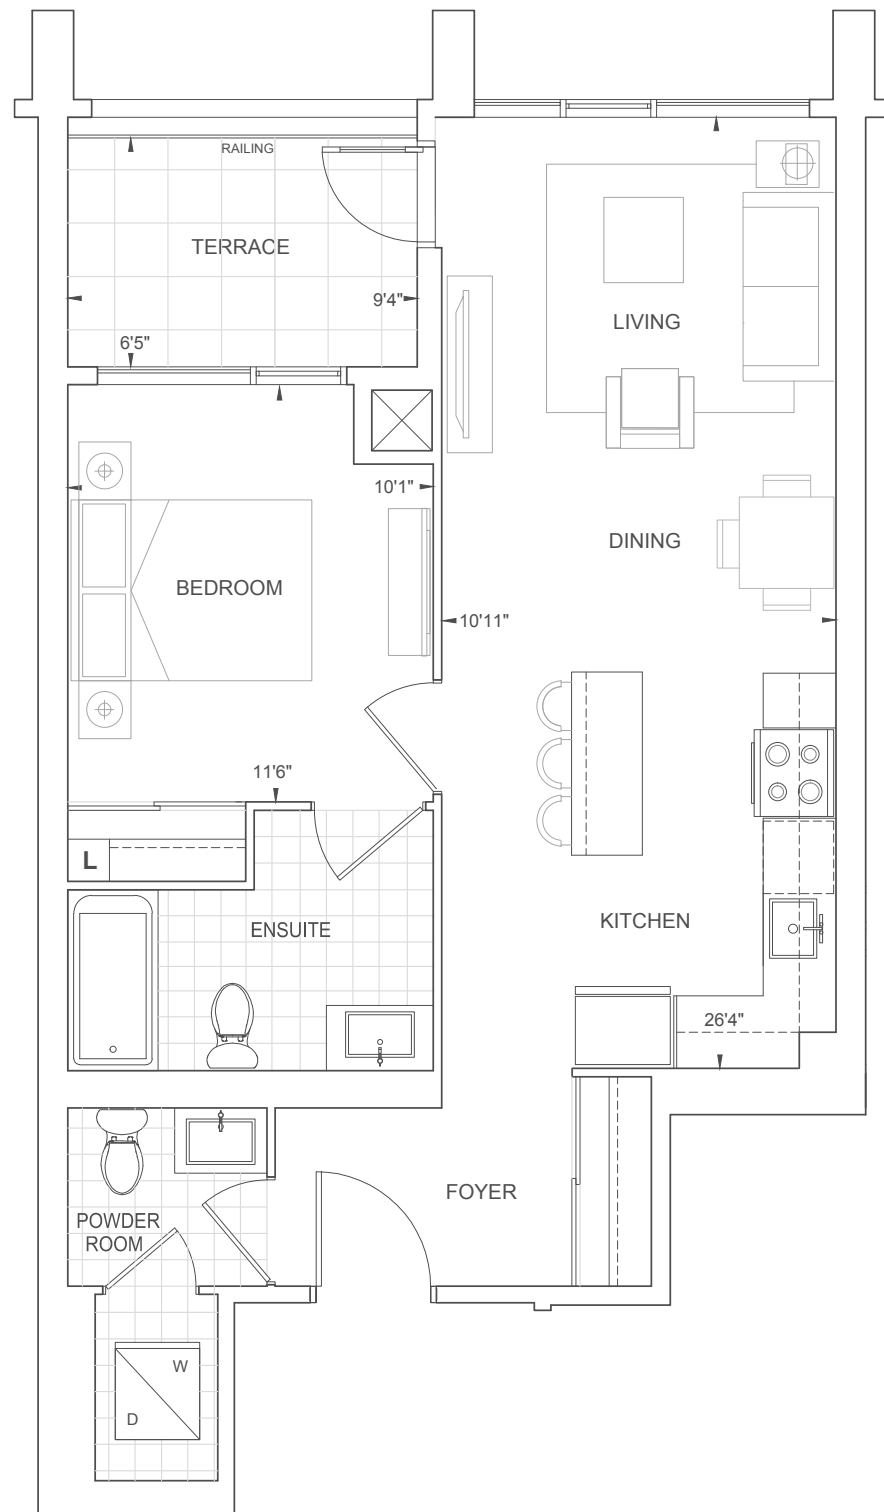 RAILING
TERRACE
9'4"
6'5"
LIVING
10'1"
DINING
BEDROOM
10'11"
11'6"
L
KITCHEN
ENSUITE
26'4"
FOYER
POWDER
ROOM
W
D